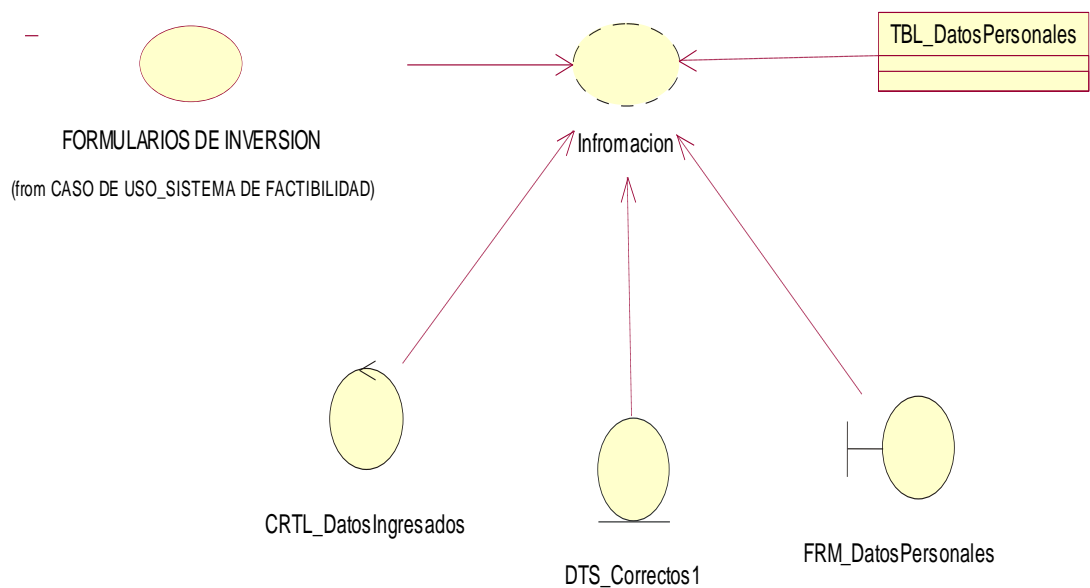 TBL_DatosPersonales
FORMULARIOS DE INVERSION
(from CASO DE USO_SISTEMA DE FACTIBILIDAD)
Infromacion
CRTL_DatosIngresados
DTS_Correctos1
FRM_DatosPersonales